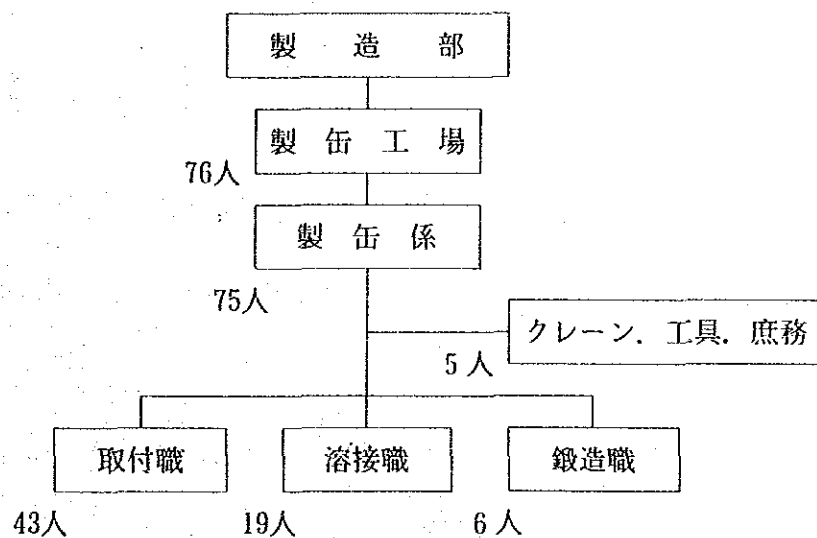 製造部
製缶工場
76人
製缶係
75人
クレーン．工具．庶務
5人
取付職
溶接職
鍛造職
43人
19人
6人